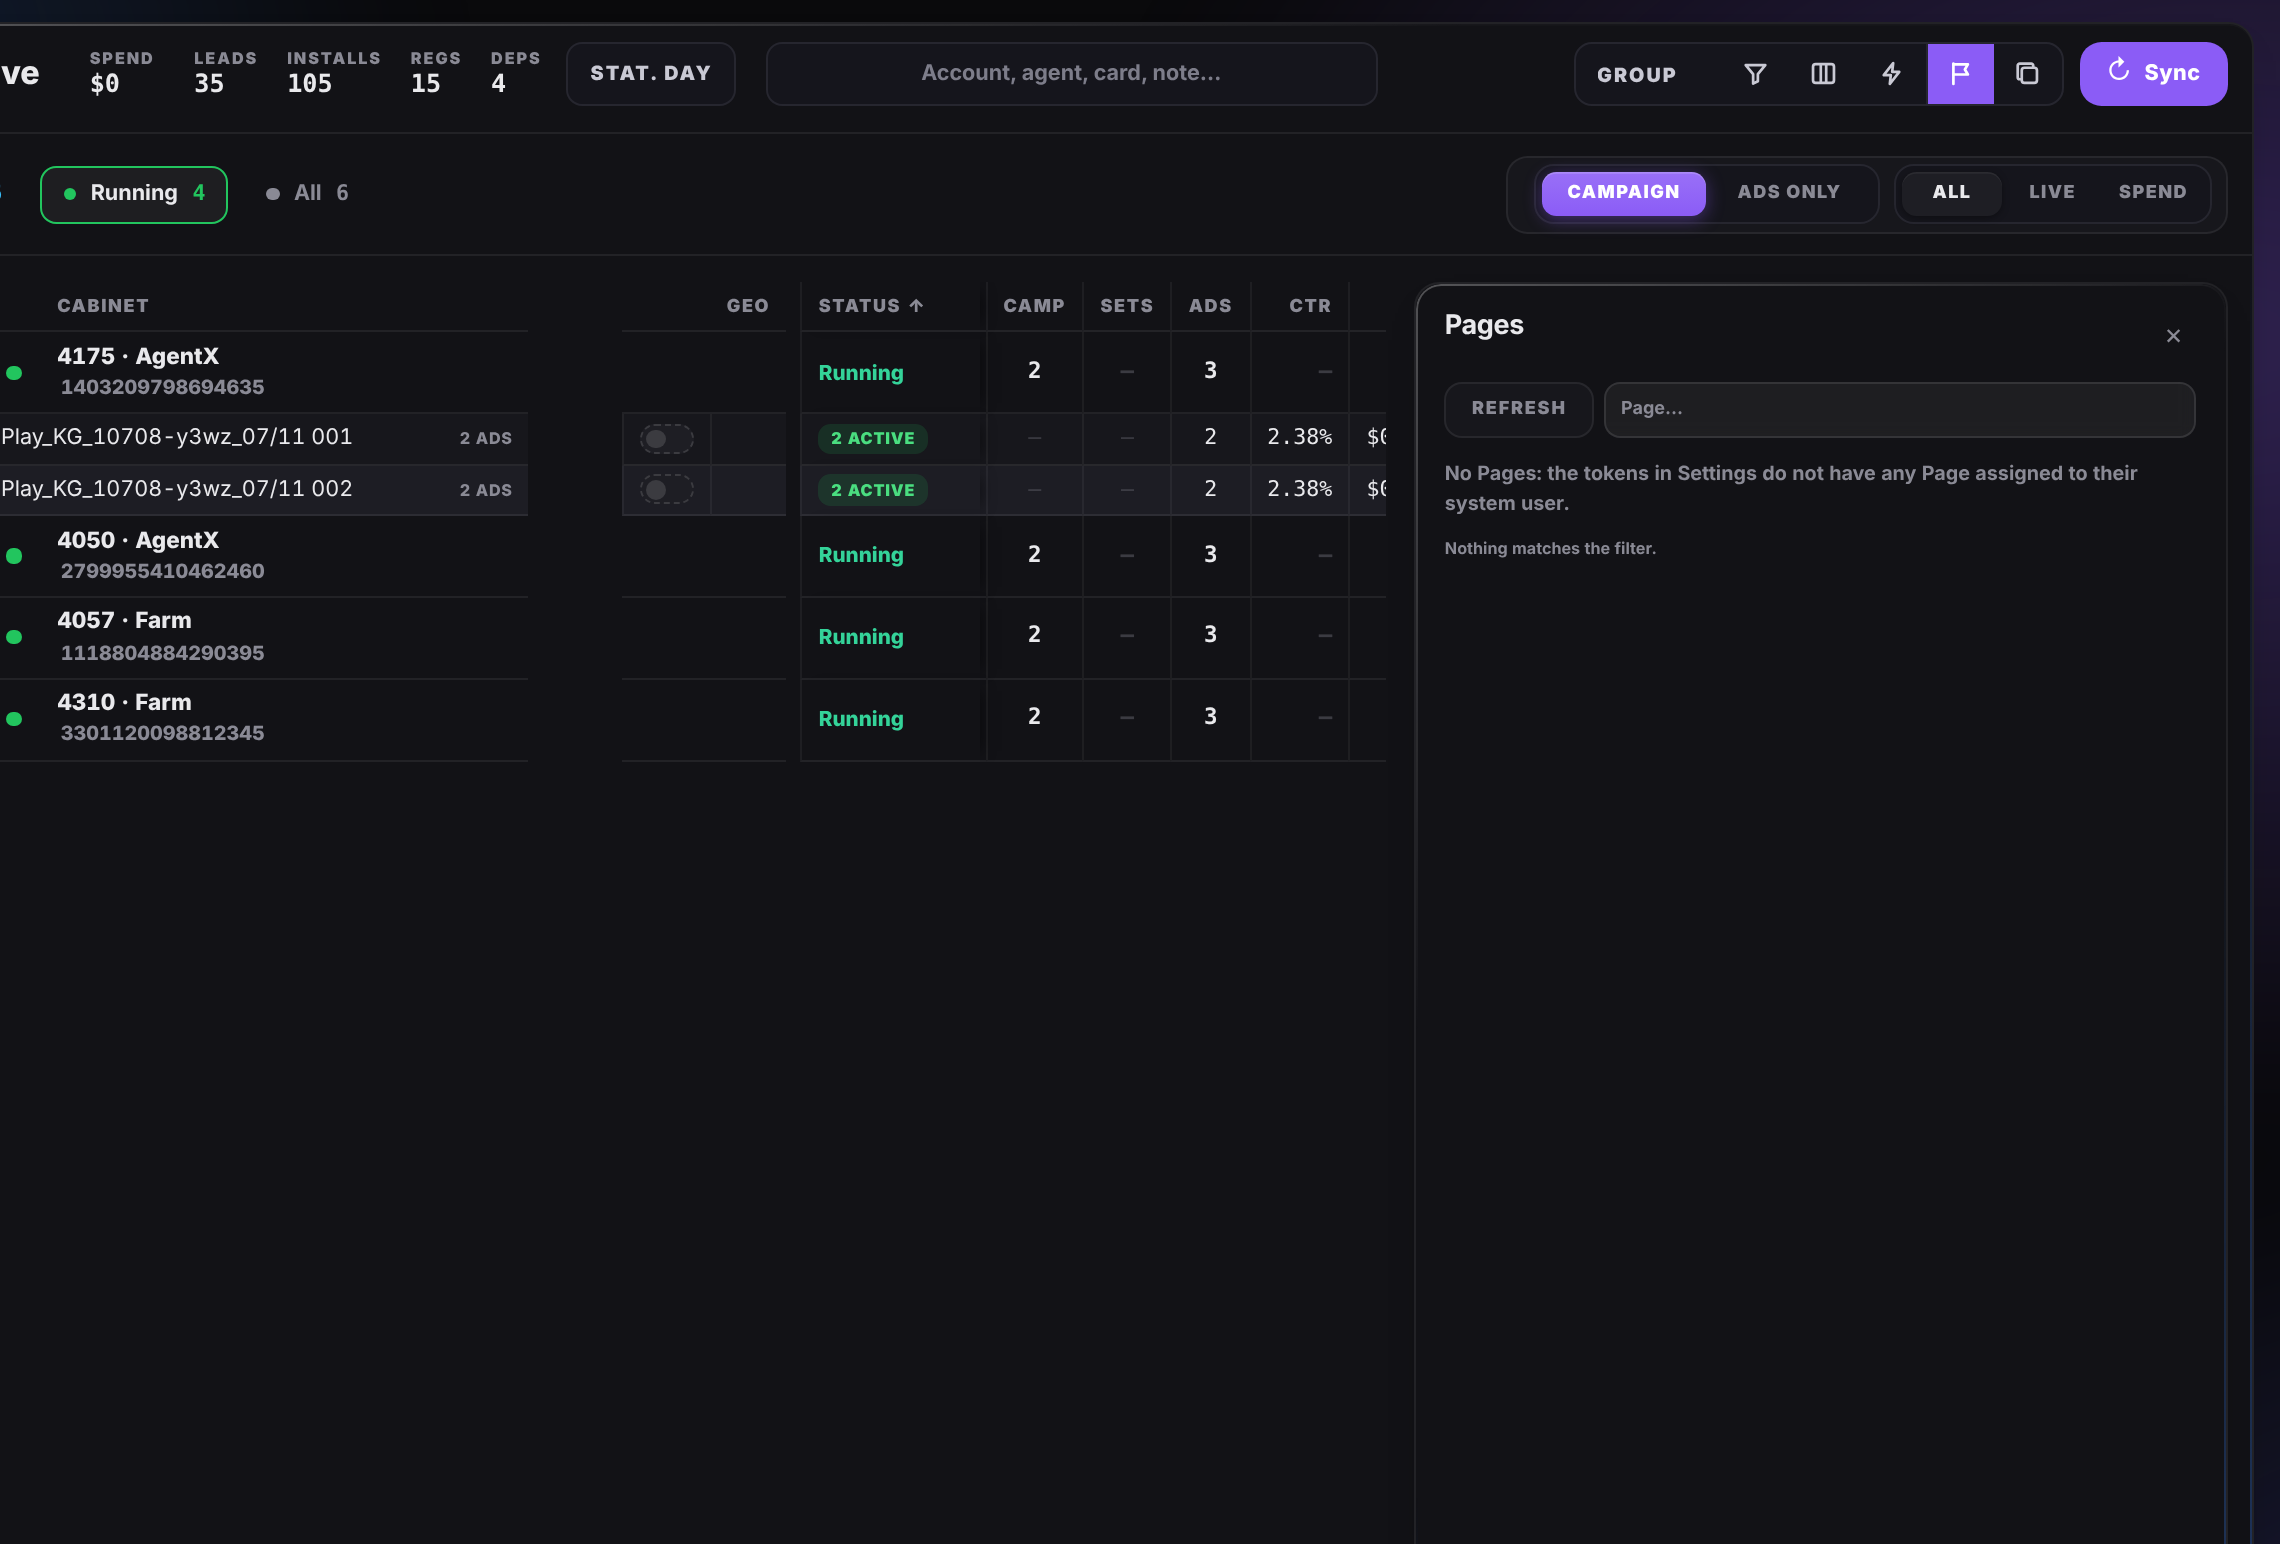 ve
SPEND
$0
LEADS
35
INSTALLS
105
REGS
15
DEPS
4
STAT. DAY
Account, agent, card, note...
GROUP
Sync
Running 4
All 6
CAMPAIGN
ADS ONLY
ALL
LIVE
SPEND
CABINET GEO STATUS ↑ CAMP SETS ADS CTR
4175 · AgentX
1403209798694635
Running 2 – 3 –
Play_KG_10708-y3wz_07/11 001 2 ADS 2 ACTIVE – – 2 2.38% $0
Play_KG_10708-y3wz_07/11 002 2 ADS 2 ACTIVE – – 2 2.38% $0
4050 · AgentX
2799955410462460
Running 2 – 3 –
4057 · Farm
1118804884290395
Running 2 – 3 –
4310 · Farm
3301120098812345
Running 2 – 3 –
Pages
×
REFRESH
Page...
No Pages: the tokens in Settings do not have any Page assigned to their
system user.
Nothing matches the filter.